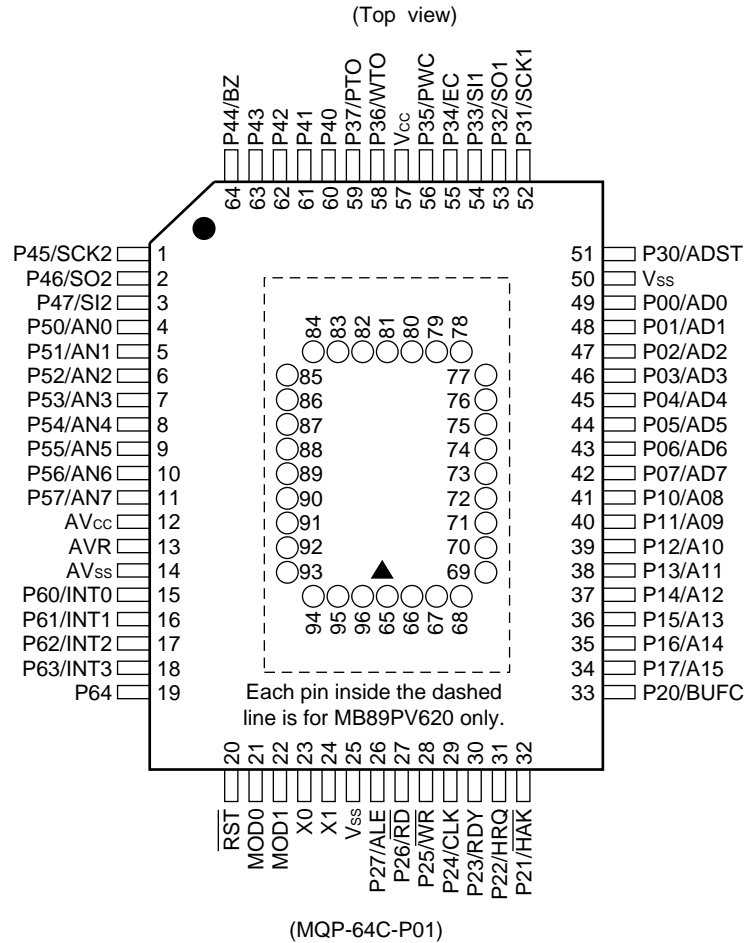 (Top view)
P44/BZ
P43
P42
P41
P40
P37/PTO
P36/WTO
Vcc
P35/PWC
P34/EC
P33/SI1
P32/SO1
P31/SCK1
64
63
62
61
60
59
58
57
56
55
54
53
52
P45/SCK2 1
P46/SO2 2
P47/SI2 3
P50/AN0 4
P51/AN1 5
P52/AN2 6
P53/AN3 7
P54/AN4 8
P55/AN5 9
P56/AN6 10
P57/AN7 11
AVcc 12
AVR 13
AVss 14
P60/INT0 15
P61/INT1 16
P62/INT2 17
P63/INT3 18
P64 19
84
83
82
81
80
79
78
85
86
87
88
89
90
91
92
93
77
76
75
74
73
72
71
70
69
94
95
96
65
66
67
68
Each pin inside the dashed
line is for MB89PV620 only.
51 P30/ADST
50 Vss
49 P00/AD0
48 P01/AD1
47 P02/AD2
46 P03/AD3
45 P04/AD4
44 P05/AD5
43 P06/AD6
42 P07/AD7
41 P10/A08
40 P11/A09
39 P12/A10
38 P13/A11
37 P14/A12
36 P15/A13
35 P16/A14
34 P17/A15
33 P20/BUFC
20
21
22
23
24
25
26
27
28
29
30
31
32
RST
MOD0
MOD1
X0
X1
Vss
P27/ALE
P26/RD
P25/WR
P24/CLK
P23/RDY
P22/HRQ
P21/HAK
(MQP-64C-P01)